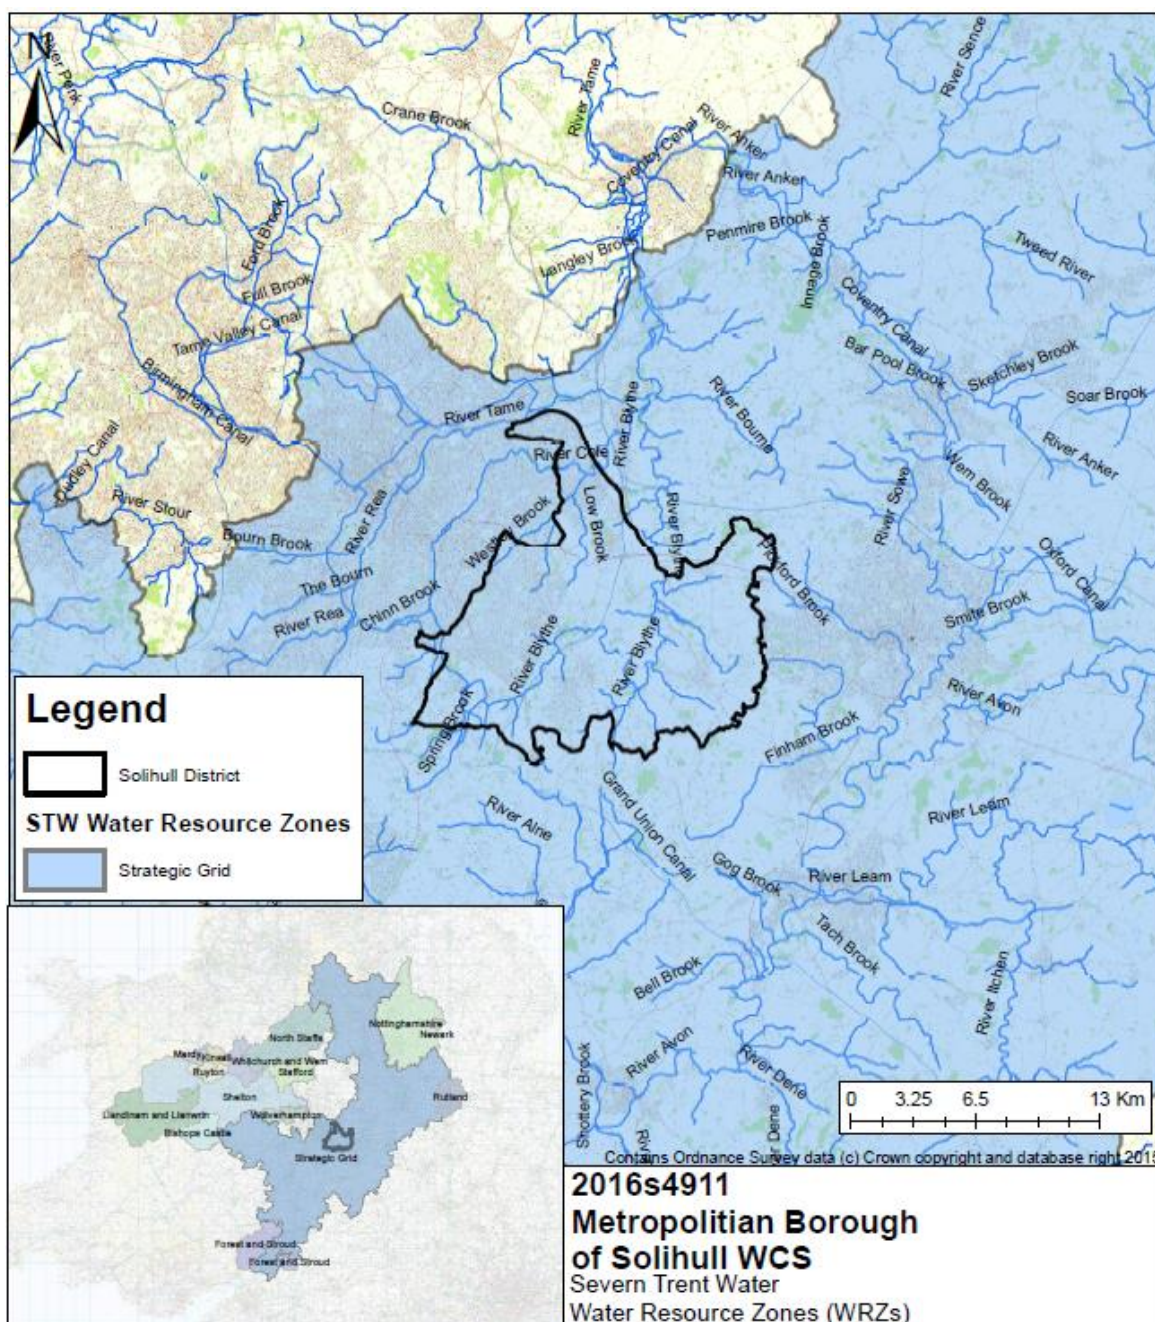 N
River Penk
Crane Brook
River Tame
Coventry Canal
River Anker
River Anker
River Sence
Penmire Brook
Innage Brook
Tweed River
Ford Brook
Full Brook
Langley Brook
Tame Valley Canal
Birmingham Canal
Coventry Canal
Bar Pool Brook
Sketchley Brook
Soar Brook
River Tame
River Blythe
River Bourne
River Anker
Wem Brook
Dudley Canal
River Stour
River Cole
River Rea
Bourn Brook
Westley Brook
Low Brook
River Blythe
River Sowe
Oxford Canal
The Bourn
River Rea
Chinn Brook
Smite Brook
River Blythe
River Blythe
River Avon
Spring Brook
Finham Brook
River Alne
Grand Union Canal
River Leam
Gog Brook
River Leam
Tach Brook
Bell Brook
River Itchen
River Avon
River Dene
Shottery Brook
Legend
Solihull District
STW Water Resource Zones
Strategic Grid
North Staffs
Nottinghamshire
Newark
Mardy
Ruyton
Whitchurch and Wem
Stafford
Shelton
Rutland
Llandinam and Llanwrin
Wolverhampton
Bishops Castle
Strategic Grid
Forest and Stroud
Forest and Stroud
0 3.25 6.5 13 Km
Contains Ordnance Survey data (c) Crown copyright and database right 2015
2016s4911
Metropolitian Borough
of Solihull WCS
Severn Trent Water
Water Resource Zones (WRZs)